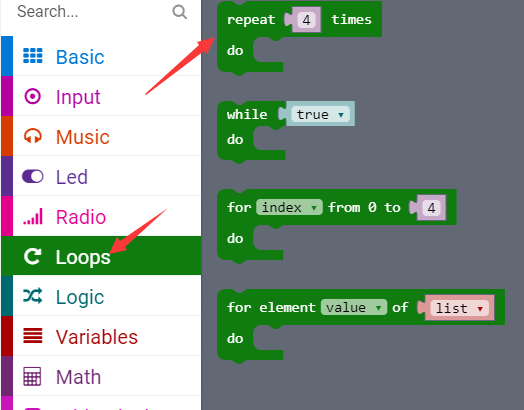 Search...
Basic
Input
Music
Led
Radio
Loops
Logic
Variables
Math
repeat 4 times
do
while true
do
for index from 0 to 4
do
for element value of list
do